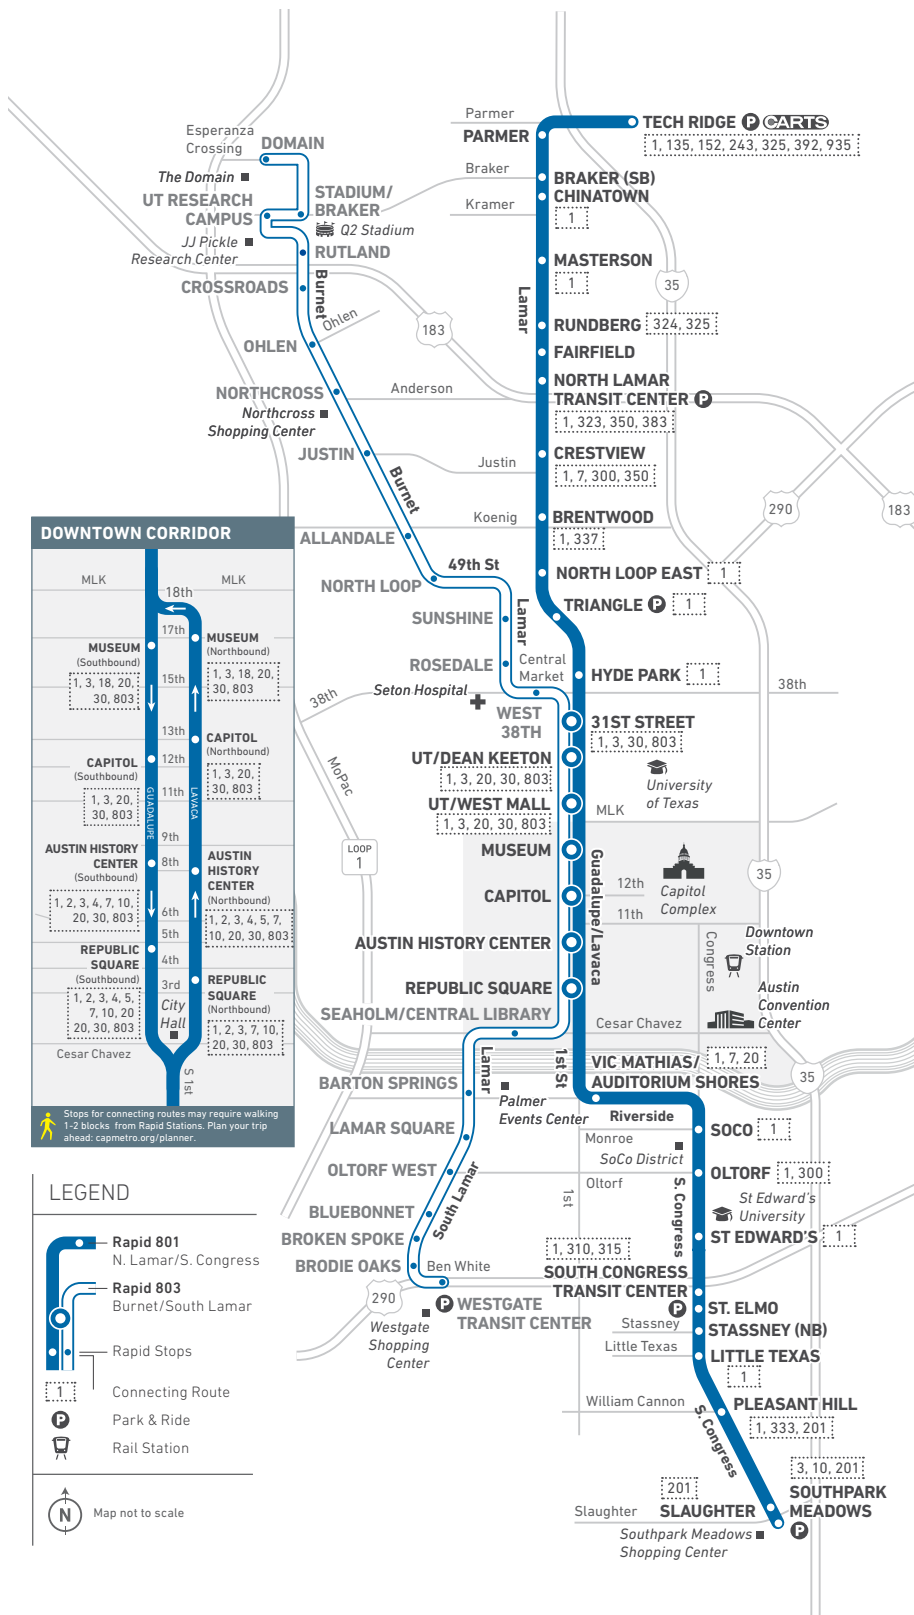 Parmer
TECH RIDGE P CARTS
PARMER
1, 135, 152, 243, 325, 392, 935
Esperanza
Crossing
DOMAIN
The Domain
Braker
BRAKER (SB)
CHINATOWN
1
Kramer
UT RESEARCH
CAMPUS
STADIUM/
BRAKER
Q2 Stadium
JJ Pickle
Research Center
RUTLAND
MASTERSON
1
CROSSROADS
Burnet
Lamar
35
RUNDBERG
324, 325
Ohlen
183
OHLEN
FAIRFIELD
NORTH LAMAR
TRANSIT CENTER P
1, 323, 350, 383
NORTHCROSS
Anderson
Northcross
Shopping Center
JUSTIN
Justin
CRESTVIEW
1, 7, 300, 350
Burnet
290
183
Koenig
BRENTWOOD
1, 337
ALLANDALE
49th St
NORTH LOOP
NORTH LOOP EAST
1
TRIANGLE P
1
SUNSHINE
Lamar
ROSEDALE
Central
Market
HYDE PARK
1
38th
Seton Hospital
38th
WEST
38TH
31ST STREET
1, 3, 30, 803
UT/DEAN KEETON
1, 3, 20, 30, 803
University
of Texas
MoPac
UT/WEST MALL
1, 3, 20, 30, 803
MLK
LOOP
1
MUSEUM
Guadalupe/Lavaca
35
CAPITOL
12th
11th
Capitol
Complex
AUSTIN HISTORY CENTER
Congress
Downtown
Station
REPUBLIC SQUARE
Austin
Convention
Center
SEAHOLM/CENTRAL LIBRARY
Cesar Chavez
Lamar
1st St
VIC MATHIAS/
AUDITORIUM SHORES
1, 7, 20
35
BARTON SPRINGS
Palmer
Events Center
Riverside
LAMAR SQUARE
Monroe
SoCo District
SOCO
1
OLTORF WEST
Oltorf
OLTORF
1, 300
South Lamar
1st
S. Congress
St Edward's
University
BLUEBONNET
BROKEN SPOKE
ST EDWARD'S
1
BRODIE OAKS
Ben White
1, 310, 315
SOUTH CONGRESS
TRANSIT CENTER
P
290
P WESTGATE
TRANSIT CENTER
Westgate
Shopping
Center
ST. ELMO
Stassney
STASSNEY (NB)
Little Texas
LITTLE TEXAS
1
William Cannon
PLEASANT HILL
1, 333, 201
S. Congress
3, 10, 201
201
SOUTHPARK
MEADOWS
P
Slaughter
SLAUGHTER
Southpark Meadows
Shopping Center
DOWNTOWN CORRIDOR
MLK
MLK
18th
17th
MUSEUM
(Southbound)
1, 3, 18, 20,
30, 803
MUSEUM
(Northbound)
1, 3, 18, 20,
30, 803
15th
13th
CAPITOL
(Southbound)
1, 3, 20,
30, 803
CAPITOL
(Northbound)
1, 3, 20,
30, 803
12th
11th
GUADALUPE
LAVACA
9th
AUSTIN HISTORY
CENTER
(Southbound)
1, 2, 3, 4, 7, 10,
20, 30, 803
8th
AUSTIN
HISTORY
CENTER
(Northbound)
1, 2, 3, 4, 5, 7,
10, 20, 30, 803
6th
5th
REPUBLIC
SQUARE
(Southbound)
1, 2, 3, 4, 5,
7, 10, 20
20, 30, 803
4th
3rd
REPUBLIC
SQUARE
(Northbound)
1, 2, 3, 7, 10,
20, 30, 803
City
Hall
Cesar Chavez
S 1st
Stops for connecting routes may require walking
1-2 blocks from Rapid Stations. Plan your trip
ahead: capmetro.org/planner.
LEGEND
Rapid 801
N. Lamar/S. Congress
Rapid 803
Burnet/South Lamar
Rapid Stops
1
Connecting Route
P
Park & Ride
Rail Station
N
Map not to scale